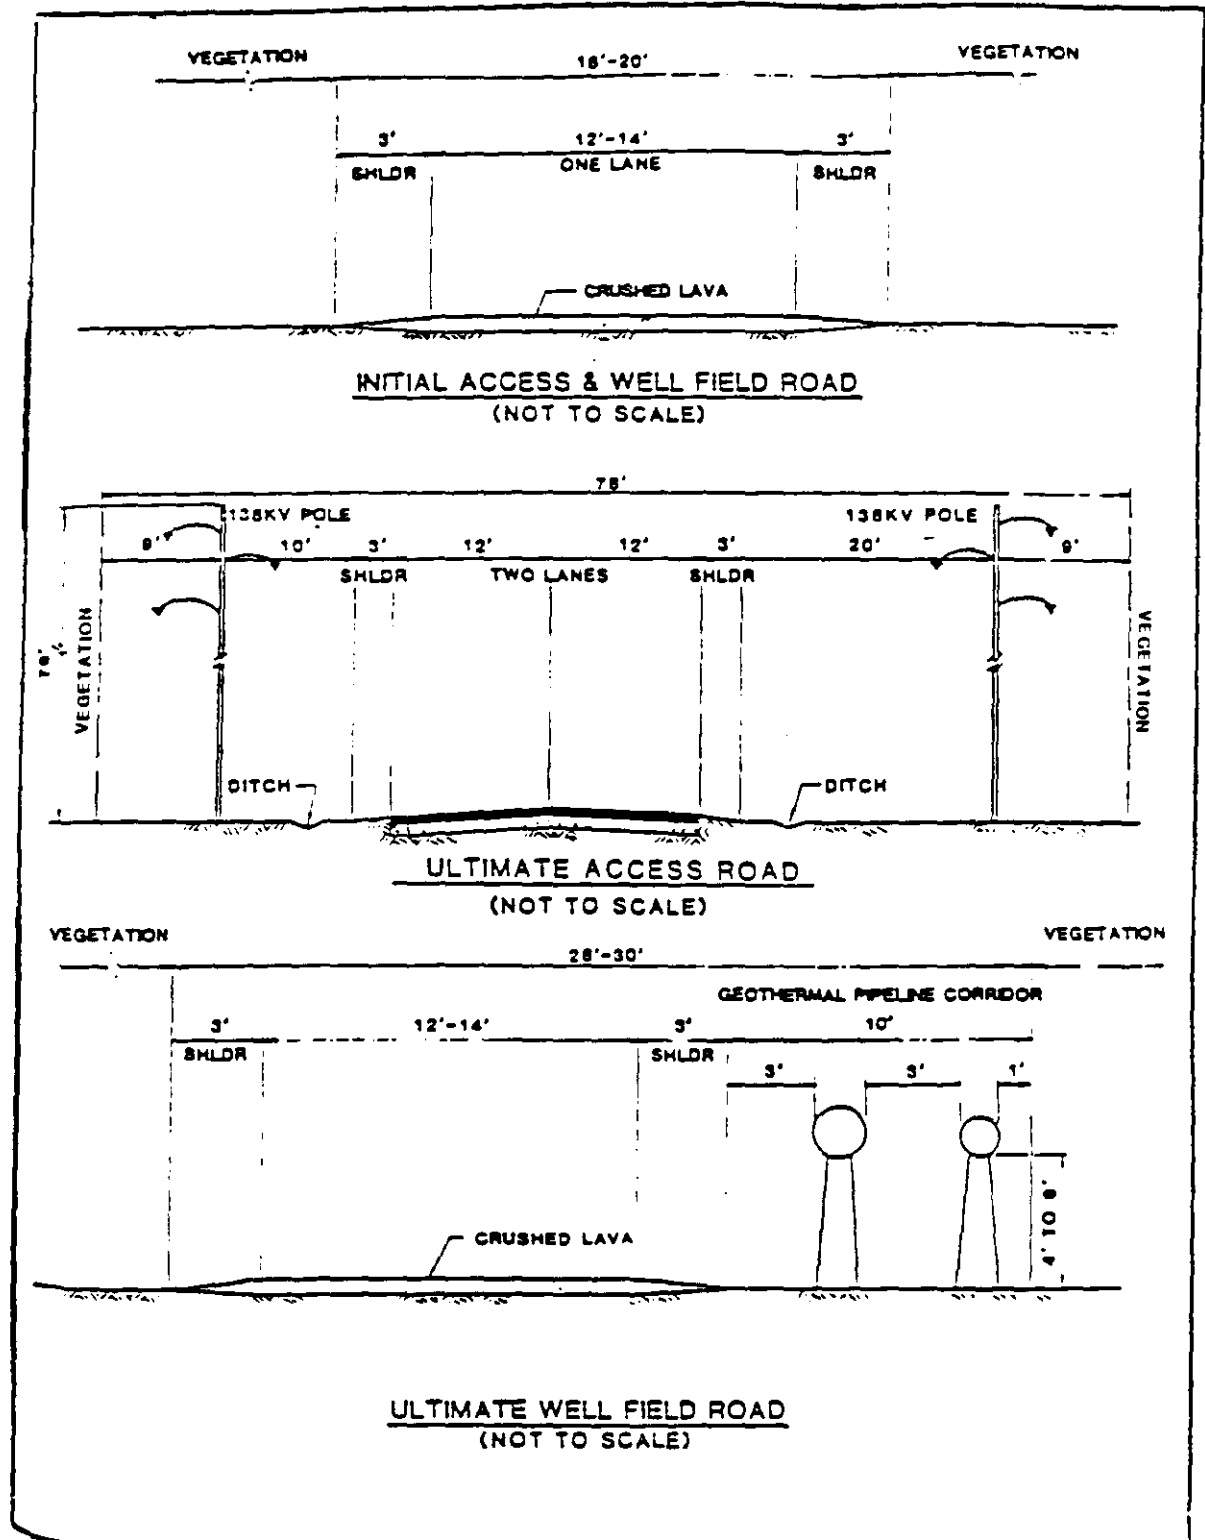 VEGETATION 18'-20' VEGETATION
3' 12'-14' 3'
SHLDR ONE LANE SHLDR
CRUSHED LAVA
INITIAL ACCESS & WELL FIELD ROAD
(NOT TO SCALE)
78'
138KV POLE 138KV POLE
9' 10' 3' 12' 12' 3' 20' 9'
SHLDR TWO LANES SHLDR
VEGETATION
VEGETATION
DITCH DITCH
ULTIMATE ACCESS ROAD
(NOT TO SCALE)
VEGETATION 28'-30' VEGETATION
GEOTHERMAL PIPELINE CORRIDOR
3' 12'-14' 3' 10'
SHLDR SHLDR
3' 3' 1'
4' TO 8'
CRUSHED LAVA
ULTIMATE WELL FIELD ROAD
(NOT TO SCALE)